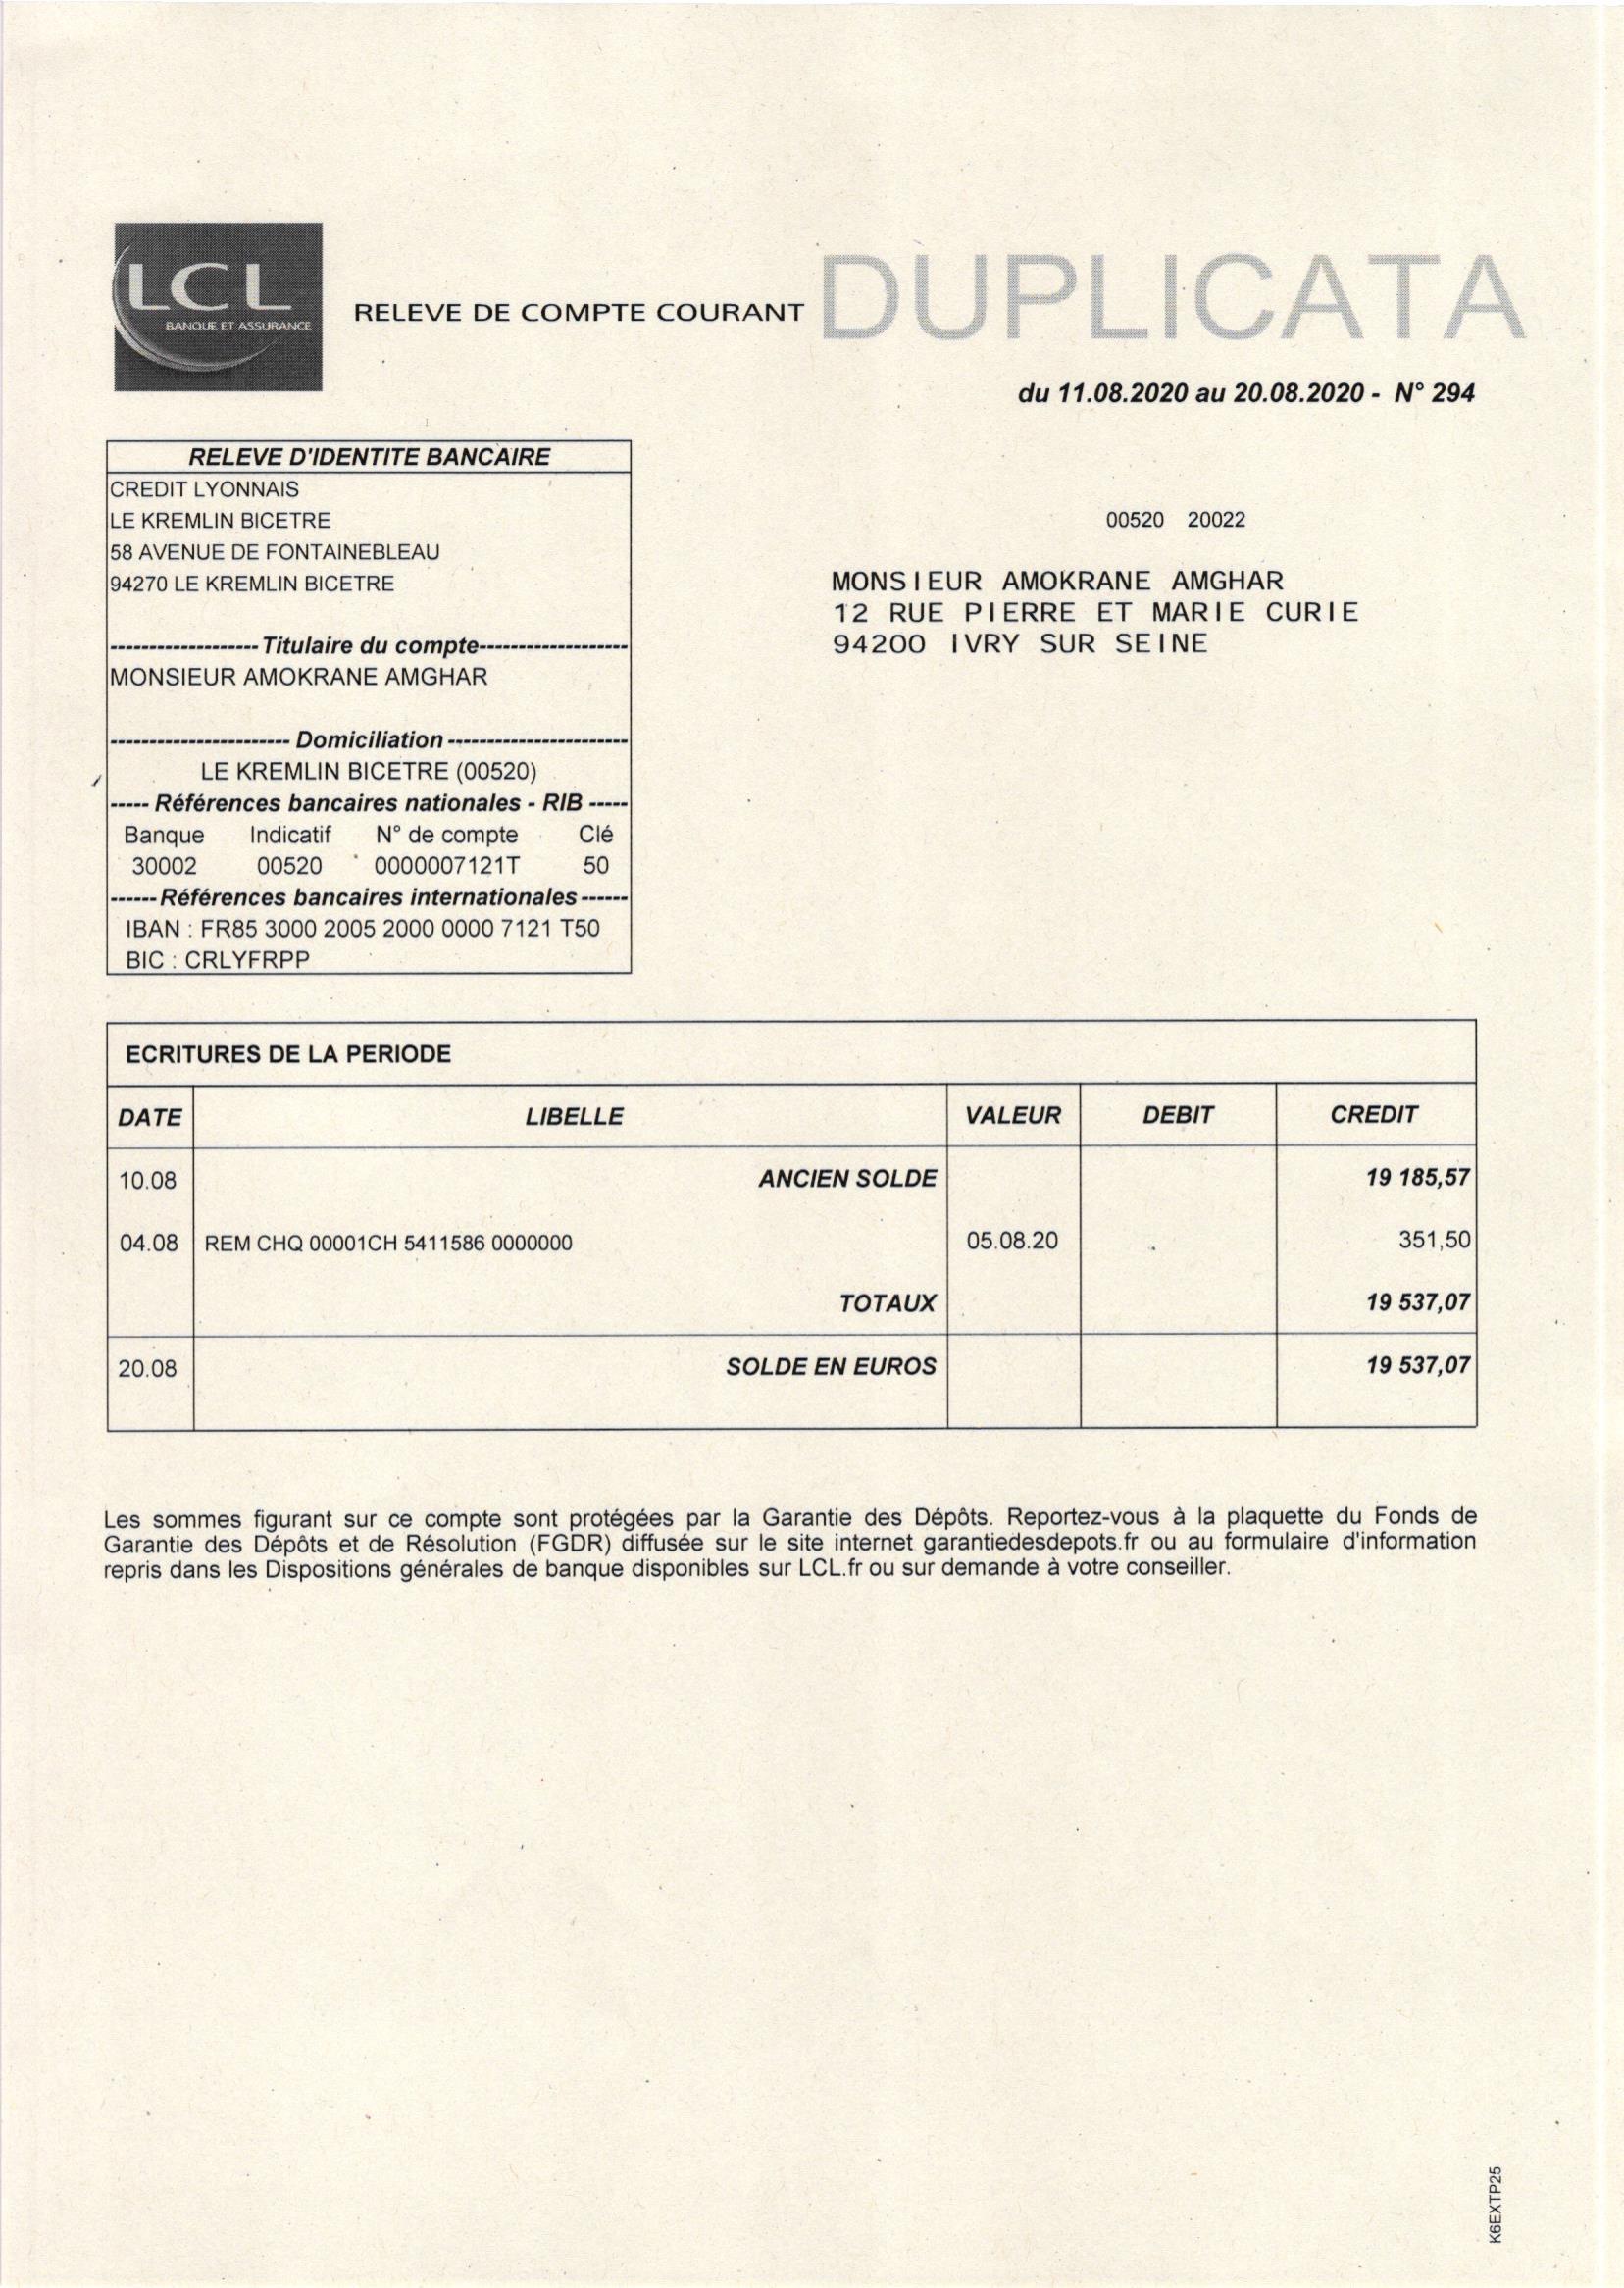 LCL
BANQUE ET ASSURANCE
RELEVE DE COMPTE COURANT
DUPLICATA
du 11.08.2020 au 20.08.2020 - N° 294
RELEVE D'IDENTITE BANCAIRE
CREDIT LYONNAIS
LE KREMLIN BICETRE
58 AVENUE DE FONTAINEBLEAU
94270 LE KREMLIN BICETRE
------------------- Titulaire du compte-------------------
MONSIEUR AMOKRANE AMGHAR
----------------------- Domiciliation -----------------------
LE KREMLIN BICETRE (00520)
----- Références bancaires nationales - RIB -----
Banque Indicatif N° de compte Clé
30002 00520 0000007121T 50
------ Références bancaires internationales ------
IBAN : FR85 3000 2005 2000 0000 7121 T50
BIC : CRLYFRPP
00520 20022
MONSIEUR AMOKRANE AMGHAR
12 RUE PIERRE ET MARIE CURIE
94200 IVRY SUR SEINE
ECRITURES DE LA PERIODE
DATE LIBELLE VALEUR DEBIT CREDIT
10.08 ANCIEN SOLDE 19 185,57
04.08 REM CHQ 00001CH 5411586 0000000 05.08.20 351,50
TOTAUX 19 537,07
20.08 SOLDE EN EUROS 19 537,07
Les sommes figurant sur ce compte sont protégées par la Garantie des Dépôts. Reportez-vous à la plaquette du Fonds de
Garantie des Dépôts et de Résolution (FGDR) diffusée sur le site internet garantiedesdepots.fr ou au formulaire d'information
repris dans les Dispositions générales de banque disponibles sur LCL.fr ou sur demande à votre conseiller.
K6EXTP25